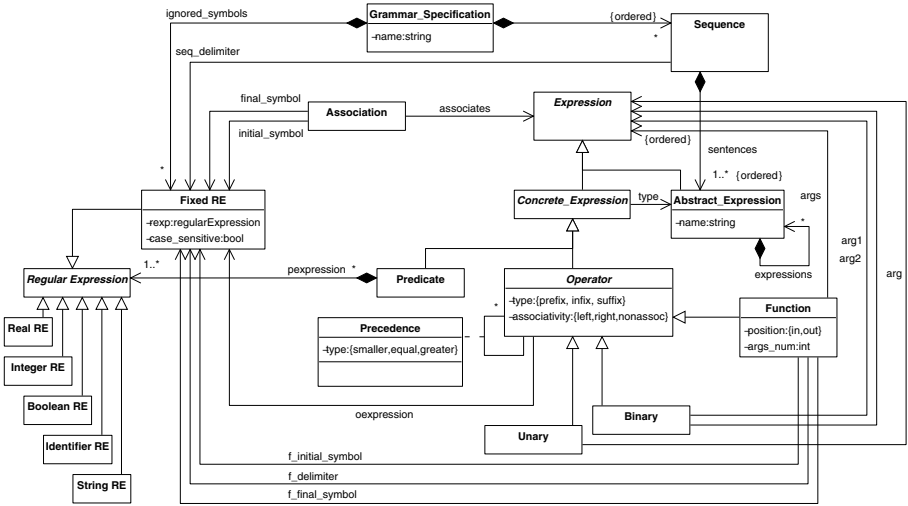 ignored_symbols
Grammar_Specification
-name:string
{ordered}
*
Sequence
seq_delimiter
final_symbol
Association
associates
initial_symbol
Expression
{ordered}
sentences
*
1..*
{ordered}
Fixed RE
-rexp:regularExpression
-case_sensitive:bool
Concrete_Expression
type
Abstract_Expression
-name:string
args
*
expressions
arg1
arg2
arg
Regular Expression
1..*
pexpression
*
Predicate
Operator
-type:{prefix, infix, suffix}
-associativity:{left,right,nonassoc}
*
Function
-position:{in,out}
-args_num:int
Precedence
-type:{smaller,equal,greater}
Real RE
Integer RE
Boolean RE
Identifier RE
String RE
oexpression
Unary
Binary
f_initial_symbol
f_delimiter
f_final_symbol